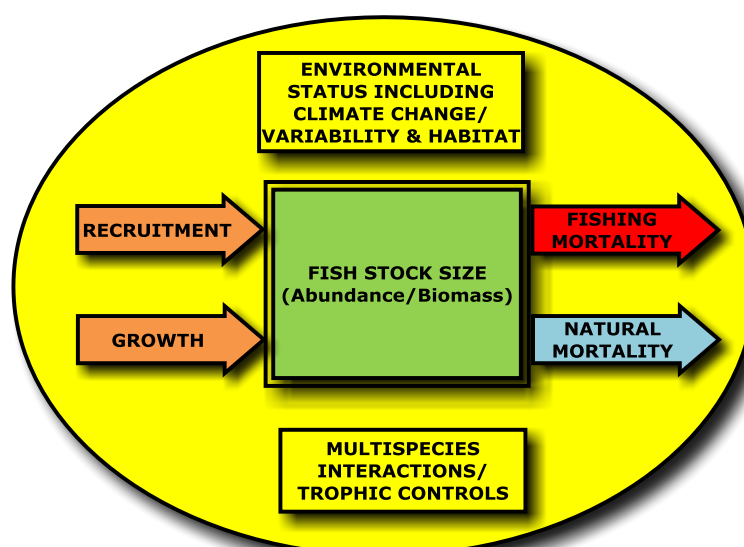 ENVIRONMENTAL
STATUS INCLUDING
CLIMATE CHANGE/
VARIABILITY & HABITAT
RECRUITMENT
FISHING
MORTALITY
FISH STOCK SIZE
(Abundance/Biomass)
GROWTH
NATURAL
MORTALITY
MULTISPECIES
INTERACTIONS/
TROPHIC CONTROLS